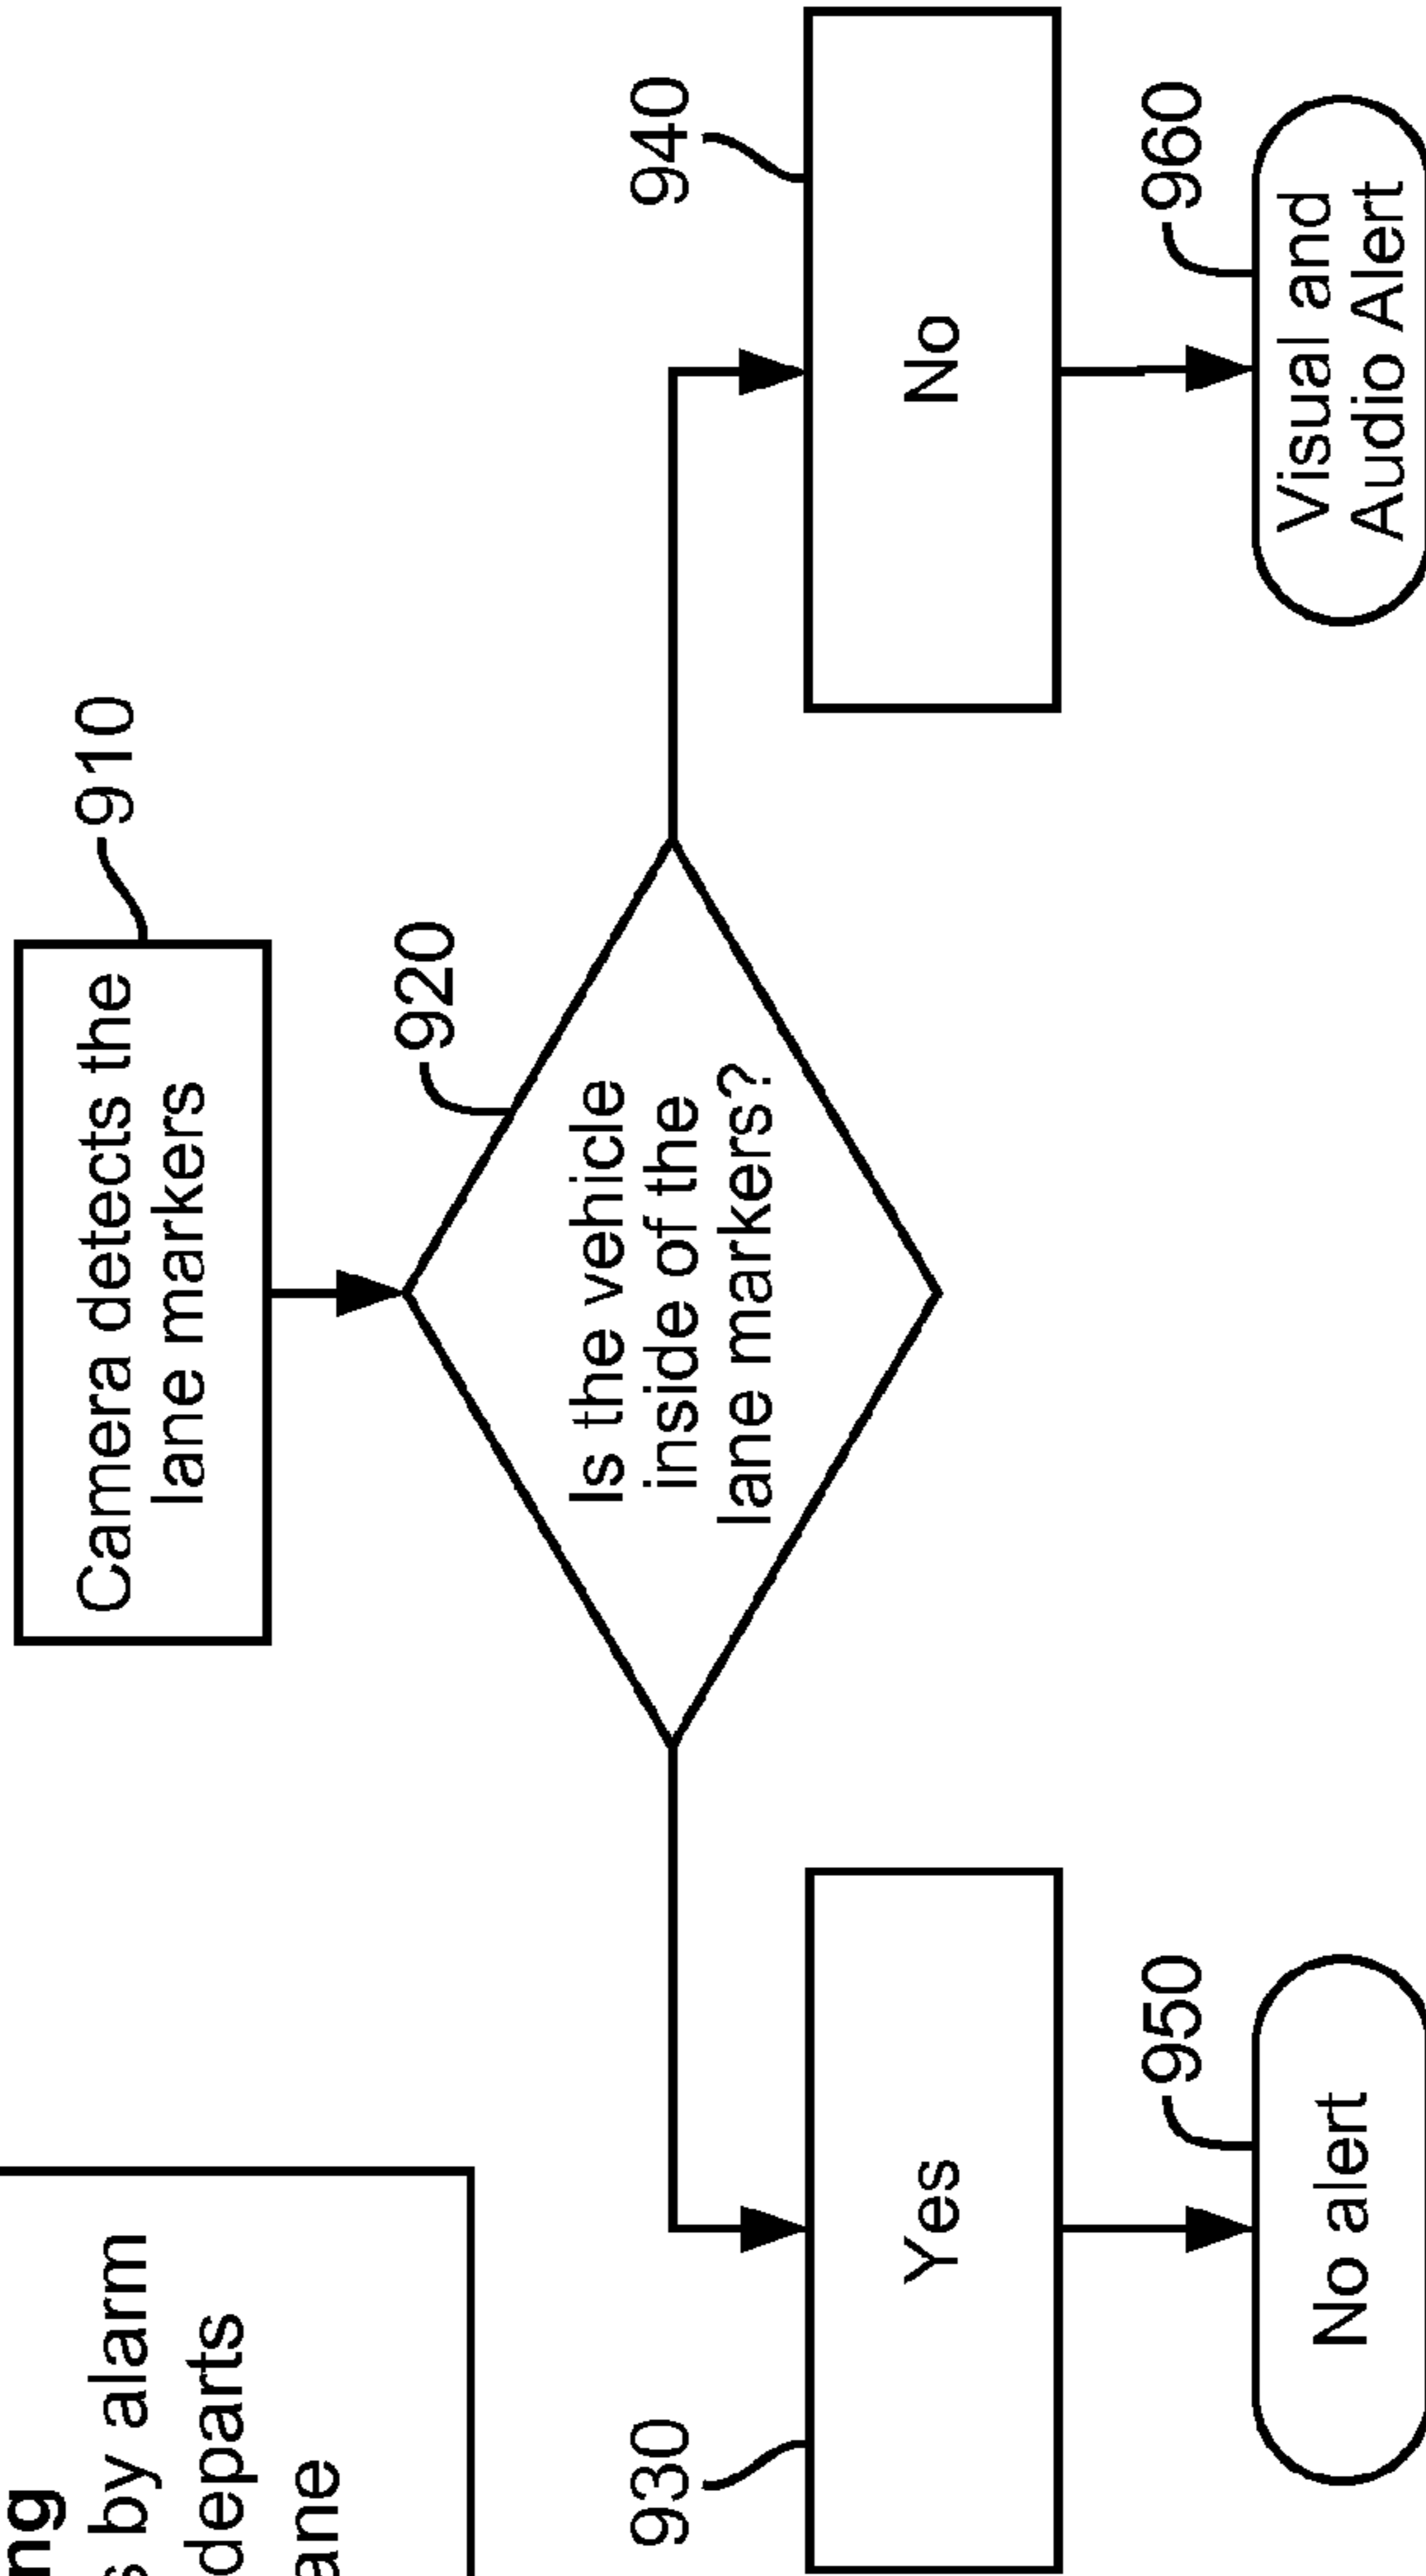 ng
s by alarm
departs
ane
910
Camera detects the
lane markers
920
Is the vehicle
inside of the
lane markers?
930
Yes
940
No
950
No alert
960
Visual and
Audio Alert